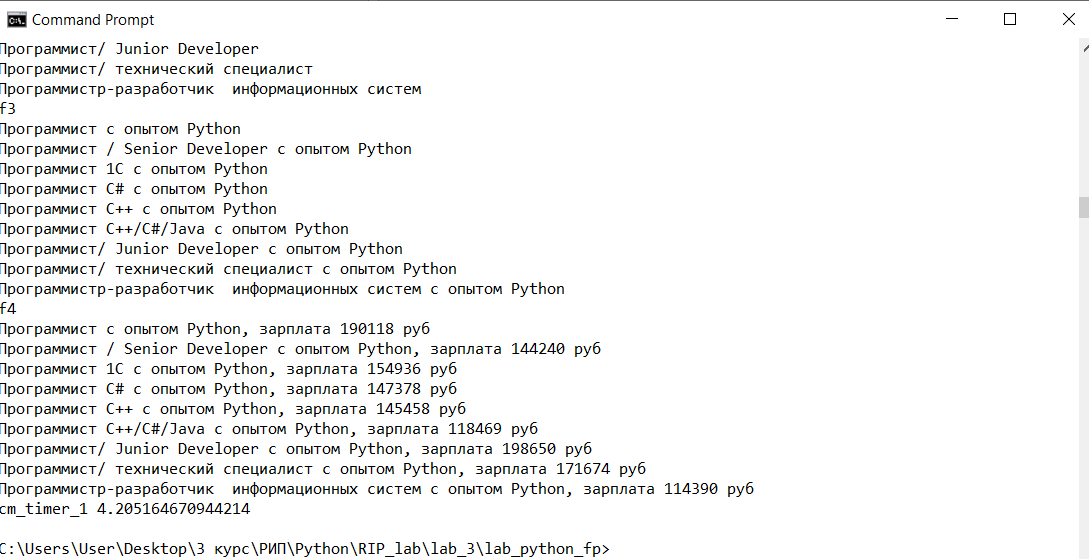 Command Prompt
Программист/ Junior Developer
Программист/ технический специалист
Программистр-разработчик  информационных систем
f3
Программист с опытом Python
Программист / Senior Developer с опытом Python
Программист 1С с опытом Python
Программист C# с опытом Python
Программист C++ с опытом Python
Программист C++/C#/Java с опытом Python
Программист/ Junior Developer с опытом Python
Программист/ технический специалист с опытом Python
Программистр-разработчик  информационных систем с опытом Python
f4
Программист с опытом Python, зарплата 190118 руб
Программист / Senior Developer с опытом Python, зарплата 144240 руб
Программист 1С с опытом Python, зарплата 154936 руб
Программист C# с опытом Python, зарплата 147378 руб
Программист C++ с опытом Python, зарплата 145458 руб
Программист C++/C#/Java с опытом Python, зарплата 118469 руб
Программист/ Junior Developer с опытом Python, зарплата 198650 руб
Программист/ технический специалист с опытом Python, зарплата 171674 руб
Программистр-разработчик  информационных систем с опытом Python, зарплата 114390 руб
cm_timer_1 4.205164670944214
C:\Users\User\Desktop\3 курс\РИП\Python\RIP_lab\lab_3\lab_python_fp>